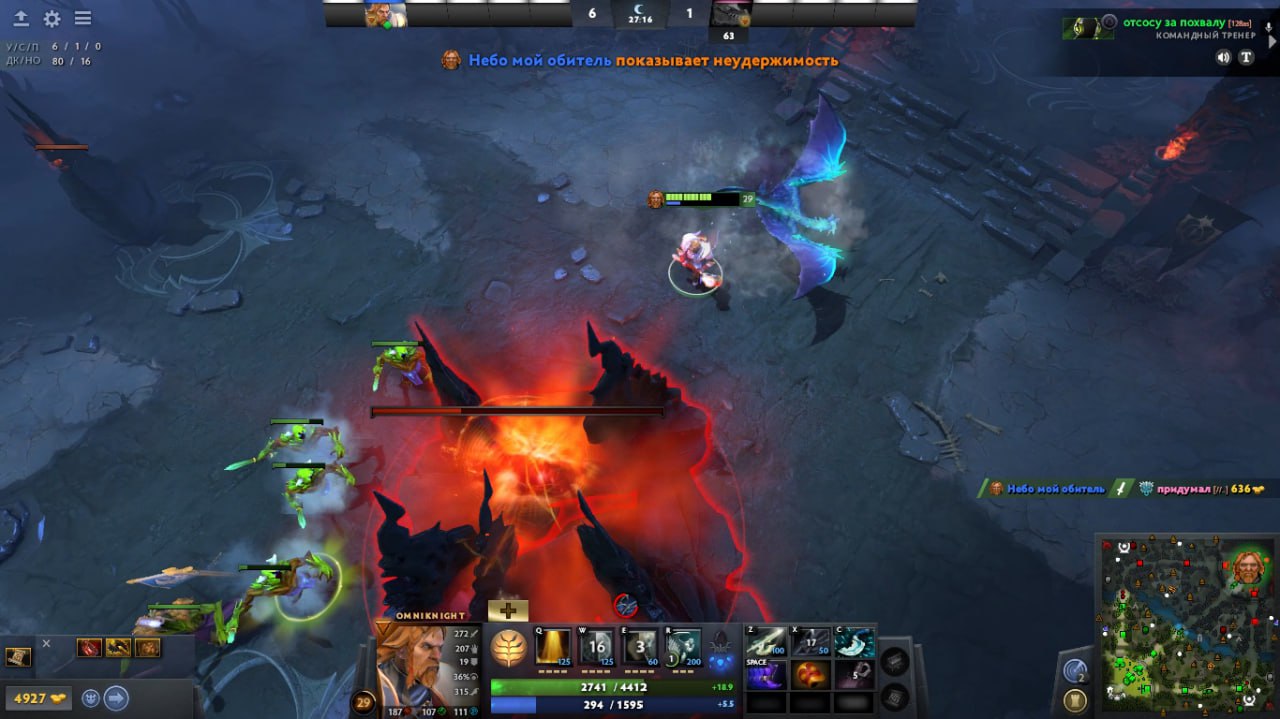 6 27:16 1
63
У/С/П 6 / 1 / 0
ДК/НО 80 / 16
отсосу за похвалу [128мс]
КОМАНДНЫЙ ТРЕНЕР
T
Небо мой обитель показывает неудержимость
29
Небо мой обитель придумал [//.] 636
OMNIKNIGHT
272
207
19
36%
315
29
187 107 111
Q 125
W 16 125
E 3 60
R 200
2741 / 4412 +18.9
294 / 1595 +5.5
Z 100
X 50
C
SPACE
5
4927
2